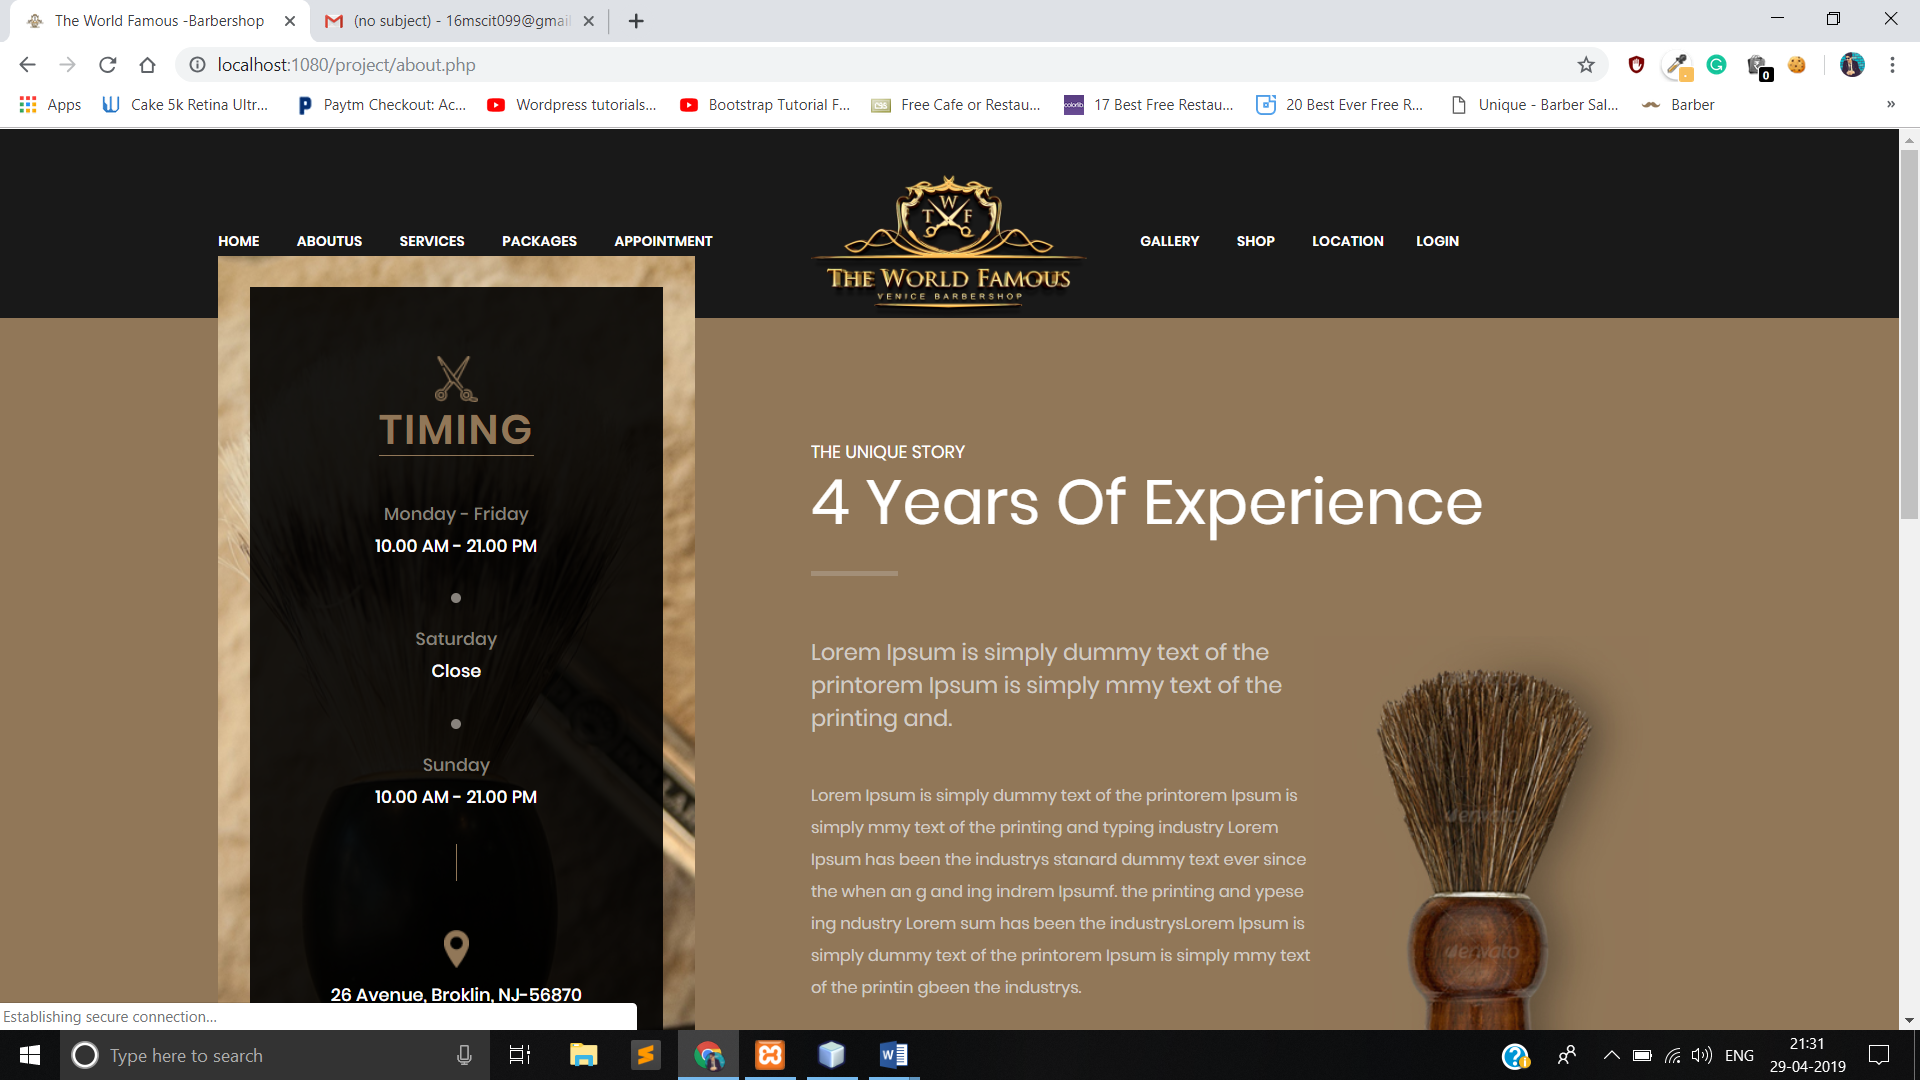 The World Famous -Barbershop
(no subject) - 16mscit099@gmai
localhost:1080/project/about.php
0
Apps
Cake 5k Retina Ultr...
Paytm Checkout: Ac...
Wordpress tutorials...
Bootstrap Tutorial F...
Free Cafe or Restau...
17 Best Free Restau...
20 Best Ever Free R...
Unique - Barber Sal...
Barber
»
HOME
ABOUTUS
SERVICES
PACKAGES
APPOINTMENT
W
T F
THE WORLD FAMOUS
VENICE BARBERSHOP
GALLERY
SHOP
LOCATION
LOGIN
TIMING
Monday - Friday
10.00 AM - 21.00 PM
Saturday
Close
Sunday
10.00 AM - 21.00 PM
26 Avenue, Broklin, NJ-56870
THE UNIQUE STORY
4 Years Of Experience
Lorem Ipsum is simply dummy text of the
printorem Ipsum is simply mmy text of the
printing and.
Lorem Ipsum is simply dummy text of the printorem Ipsum is
simply mmy text of the printing and typing industry Lorem
Ipsum has been the industrys stanard dummy text ever since
the when an g and ing indrem Ipsumf. the printing and ypese
ing ndustry Lorem sum has been the industrysLorem Ipsum is
simply dummy text of the printorem Ipsum is simply mmy text
of the printin gbeen the industrys.
envato
envato
Establishing secure connection...
Type here to search
ENG
21:31
29-04-2019